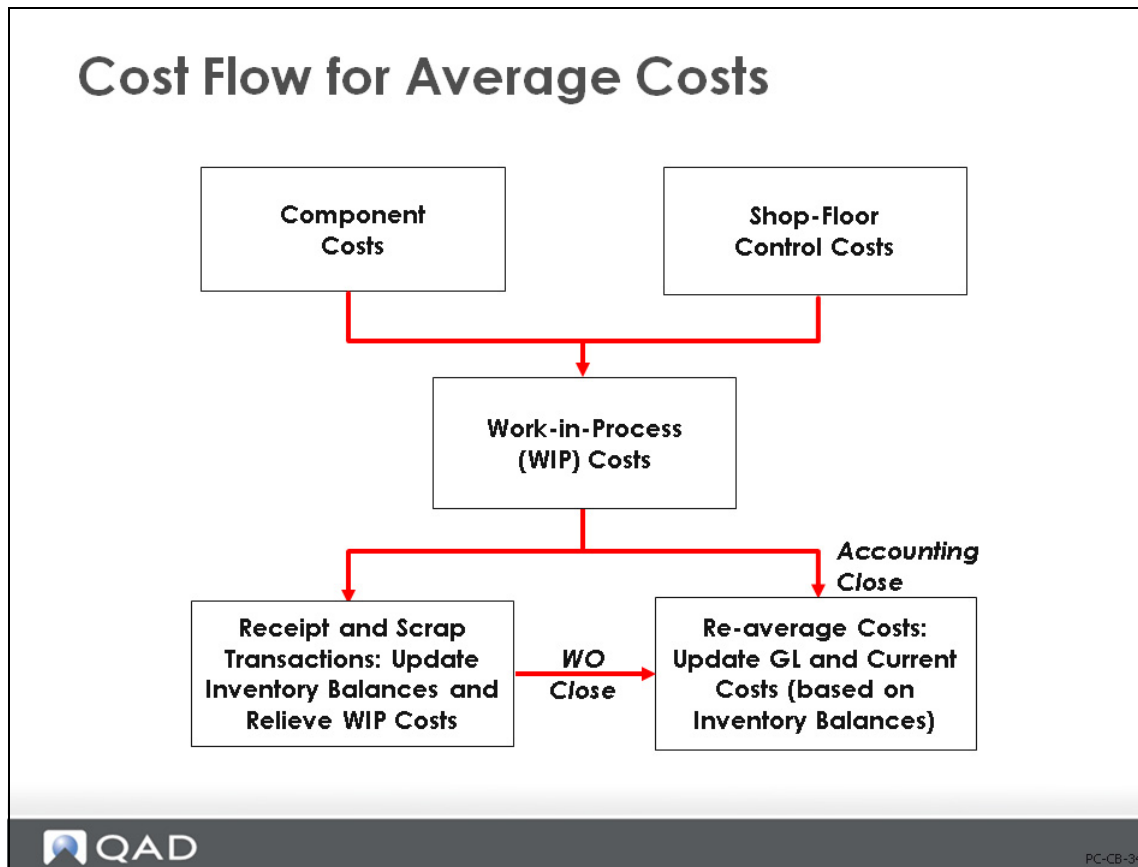 Cost Flow for Average Costs
Component
Costs
Shop-Floor
Control Costs
Work-in-Process
(WIP) Costs
Accounting
Close
Receipt and Scrap
Transactions: Update
Inventory Balances and
Relieve WIP Costs
WO
Close
Re-average Costs:
Update GL and Current
Costs (based on
Inventory Balances)
QAD